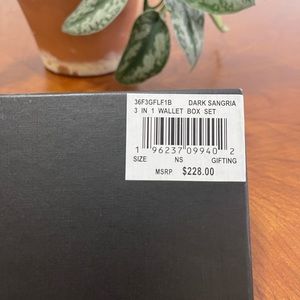 36F3GFLF1B DARK SANGRIA
3 IN 1 WALLET BOX SET
1 96237 09940 2
SIZE NS GIFTING
MSRP $228.00